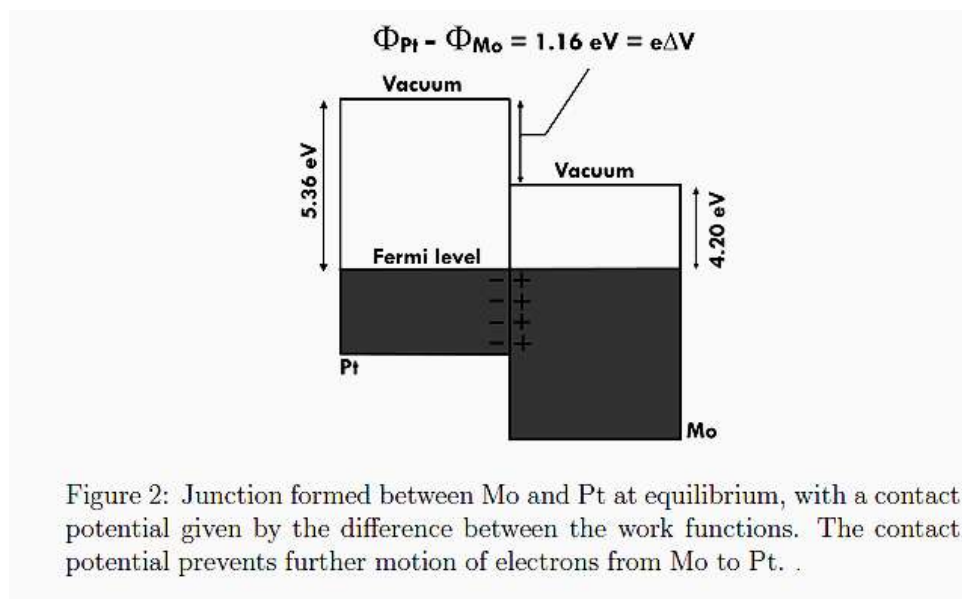 ΦPt - ΦMo = 1.16 eV = eΔV
Vacuum
5.36 eV
Vacuum
4.20 eV
Fermi level
- +
- +
- +
- +
Pt
Mo
Figure 2: Junction formed between Mo and Pt at equilibrium, with a contact
potential given by the difference between the work functions. The contact
potential prevents further motion of electrons from Mo to Pt. .